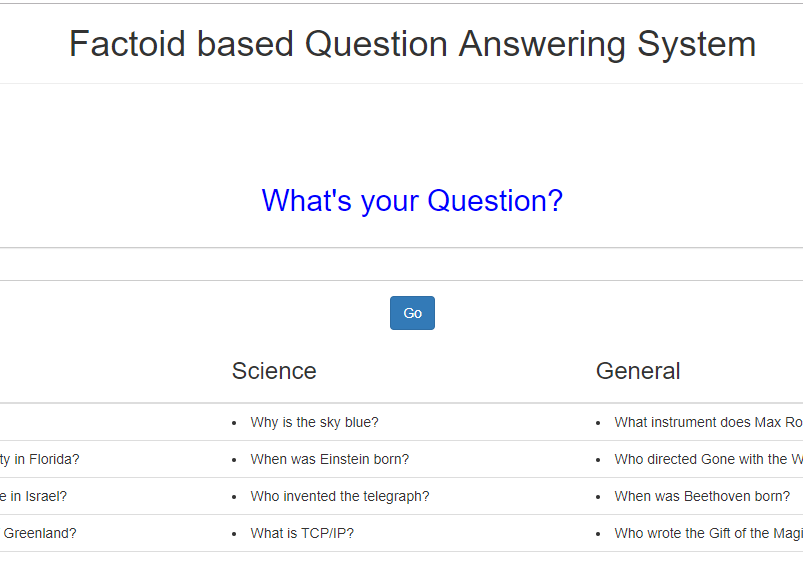 Factoid based Question Answering System
What's your Question?
Go
Science
General
Why is the sky blue?
What instrument does Max Ro
ty in Florida?
When was Einstein born?
Who directed Gone with the W
e in Israel?
Who invented the telegraph?
When was Beethoven born?
Greenland?
What is TCP/IP?
Who wrote the Gift of the Magi